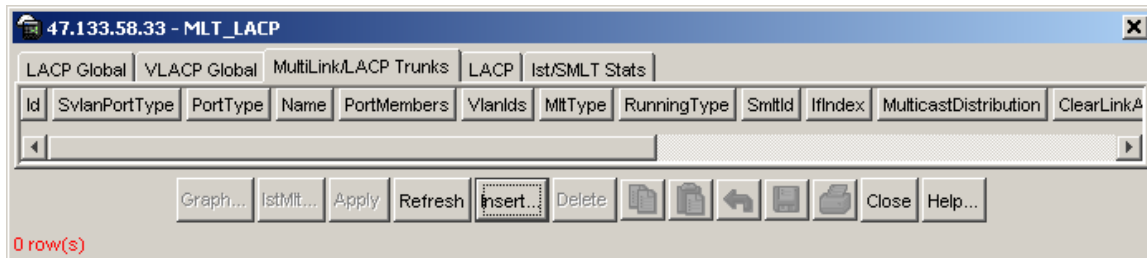 47.133.58.33 - MLT_LACP
LACP Global VLACP Global MultiLink/LACP Trunks LACP Ist/SMLT Stats
Id SvlanPortType PortType Name PortMembers VlanIds MltType RunningType SmltId IfIndex MulticastDistribution ClearLinkA
Graph... IstMlt... Apply Refresh Insert... Delete Close Help...
0 row(s)